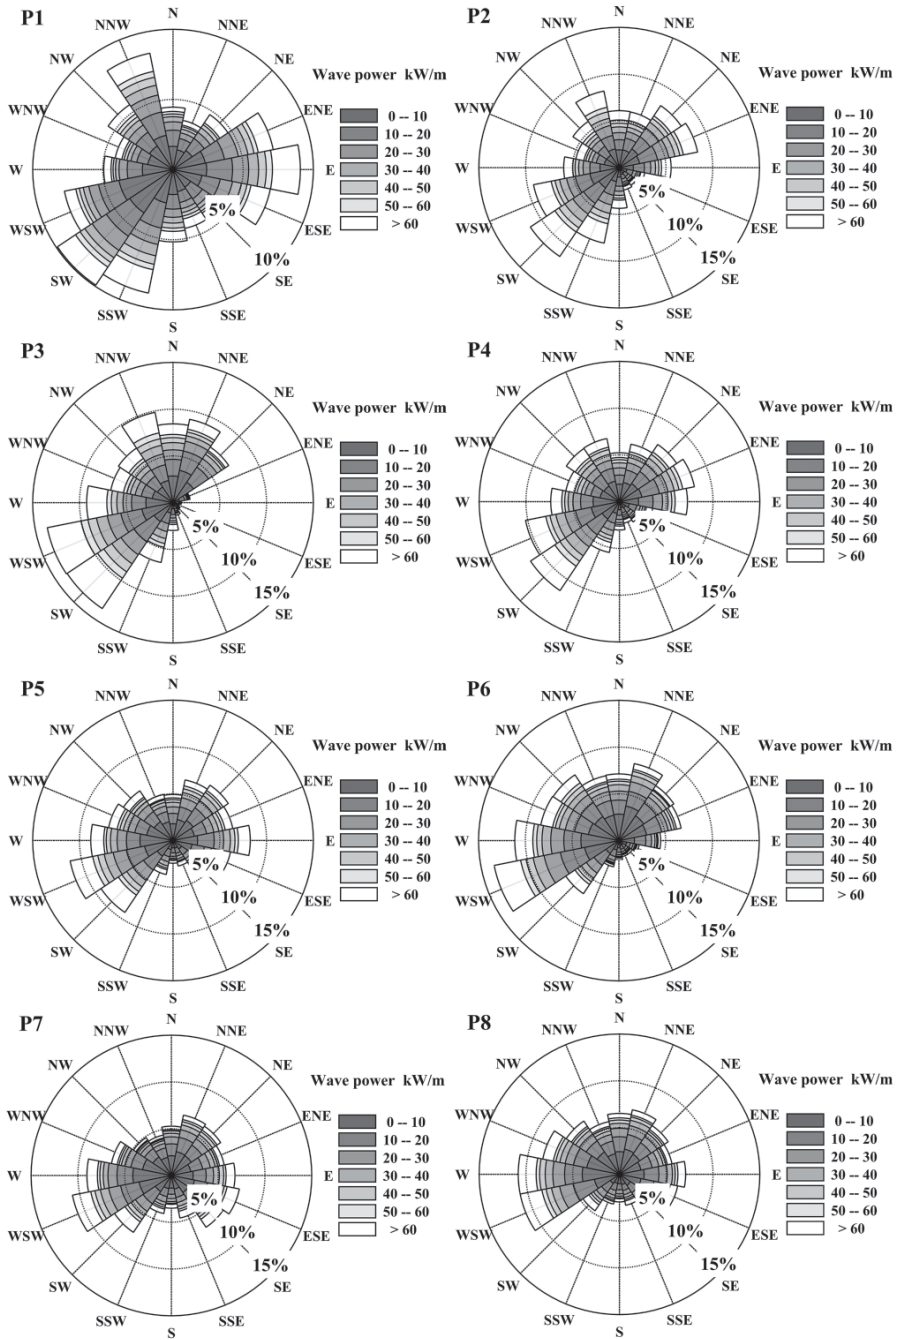 P1
N
NNW
NNE
NW
NE
WNW
ENE
W
E
WSW
ESE
SW
SE
SSW
SSE
S
5%
10%
Wave power kW/m
0 -- 10
10 -- 20
20 -- 30
30 -- 40
40 -- 50
50 -- 60
> 60
P2
N
NNW
NNE
NW
NE
WNW
ENE
W
E
WSW
ESE
SW
SE
SSW
SSE
S
5%
10%
15%
Wave power kW/m
0 -- 10
10 -- 20
20 -- 30
30 -- 40
40 -- 50
50 -- 60
> 60
P3
N
NNW
NNE
NW
NE
WNW
ENE
W
E
WSW
ESE
SW
SE
SSW
SSE
S
5%
10%
15%
Wave power kW/m
0 -- 10
10 -- 20
20 -- 30
30 -- 40
40 -- 50
50 -- 60
> 60
P4
N
NNW
NNE
NW
NE
WNW
ENE
W
E
WSW
ESE
SW
SE
SSW
SSE
S
5%
10%
15%
Wave power kW/m
0 -- 10
10 -- 20
20 -- 30
30 -- 40
40 -- 50
50 -- 60
> 60
P5
N
NNW
NNE
NW
NE
WNW
ENE
W
E
WSW
ESE
SW
SE
SSW
SSE
S
5%
10%
15%
Wave power kW/m
0 -- 10
10 -- 20
20 -- 30
30 -- 40
40 -- 50
50 -- 60
> 60
P6
N
NNW
NNE
NW
NE
WNW
ENE
W
E
WSW
ESE
SW
SE
SSW
SSE
S
5%
10%
15%
Wave power kW/m
0 -- 10
10 -- 20
20 -- 30
30 -- 40
40 -- 50
50 -- 60
> 60
P7
N
NNW
NNE
NW
NE
WNW
ENE
W
E
WSW
ESE
SW
SE
SSW
SSE
S
5%
10%
15%
Wave power kW/m
0 -- 10
10 -- 20
20 -- 30
30 -- 40
40 -- 50
50 -- 60
> 60
P8
N
NNW
NNE
NW
NE
WNW
ENE
W
E
WSW
ESE
SW
SE
SSW
SSE
S
5%
10%
15%
Wave power kW/m
0 -- 10
10 -- 20
20 -- 30
30 -- 40
40 -- 50
50 -- 60
> 60